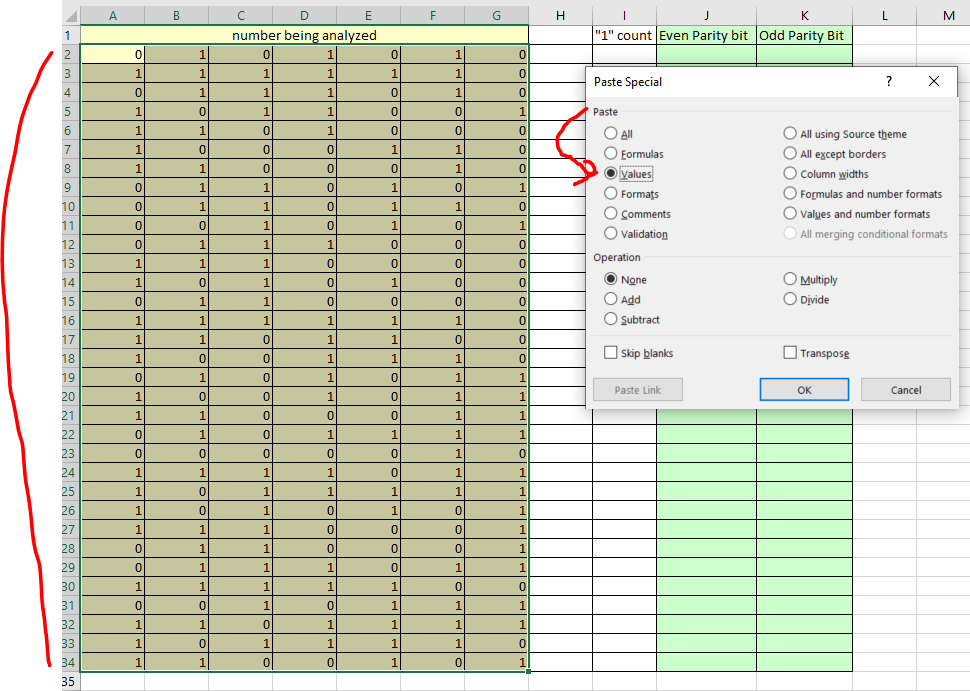 A B C D E F G H I J K L M
1 number being analyzed "1" count Even Parity bit Odd Parity Bit
2 0 1 0 1 0 1 0
3 1 1 1 1 1 1 0
Paste Special ? ×
4 0 1 1 1 1 1 0
Paste
5 1 0 1 1 0 0 1
All All using Source theme
6 1 1 0 1 0 0 0
Formulas All except borders
7 1 0 0 0 0 1 0
Values Column widths
8 1 1 0 0 0 1 0
Formats Formulas and number formats
9 0 1 1 0 1 0 1
Comments Values and number formats
10 1 0 1 0 1 1 0
Validation All merging conditional formats
11 0 0 1 0 1 0 1
Operation
12 0 1 1 1 0 0 0
None Multiply
13 1 1 1 0 0 0 0
Add Divide
14 1 0 1 0 1 0 0
Subtract
15 0 1 1 0 0 0 0
16 1 1 1 1 1 1 0
Skip blanks Transpose
17 1 1 0 1 1 0 0
18 1 0 0 1 1 0 0
Paste Link OK Cancel
19 0 1 0 1 0 1 1
20 1 0 0 1 0 1 1
21 1 1 0 0 0 1 1
22 0 1 0 1 1 1 1
23 0 0 0 0 0 1 0
24 1 1 1 1 0 1 1
25 1 0 1 1 1 1 1
26 1 0 1 0 1 0 1
27 1 1 1 0 0 1 1
28 0 1 1 0 0 0 1
29 0 1 1 1 0 1 1
30 1 1 1 1 1 0 0
31 0 0 1 0 1 1 1
32 1 1 0 1 1 1 1
33 1 0 1 1 1 1 0
34 1 1 0 0 1 0 1
35